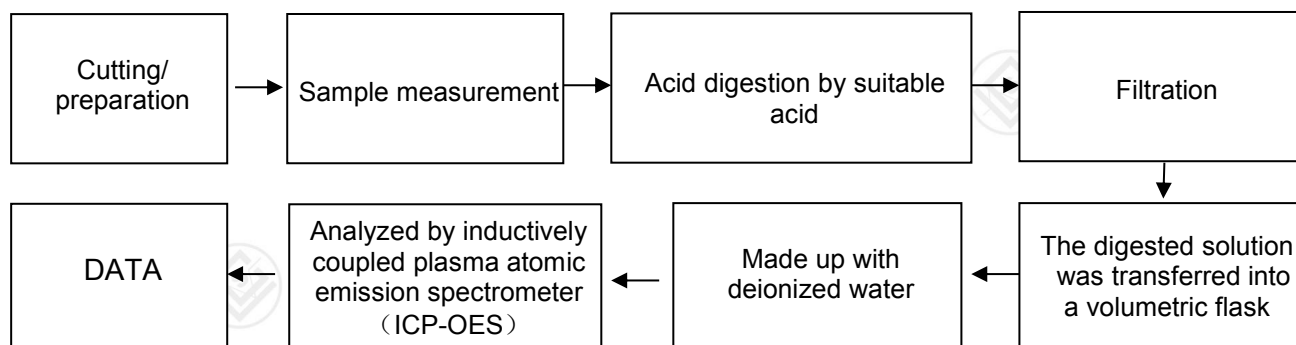 Cutting/
preparation
Sample measurement
Acid digestion by suitable
acid
Filtration
The digested solution
was transferred into
a volumetric flask
Made up with
deionized water
Analyzed by inductively
coupled plasma atomic
emission spectrometer
（ICP-OES）
DATA